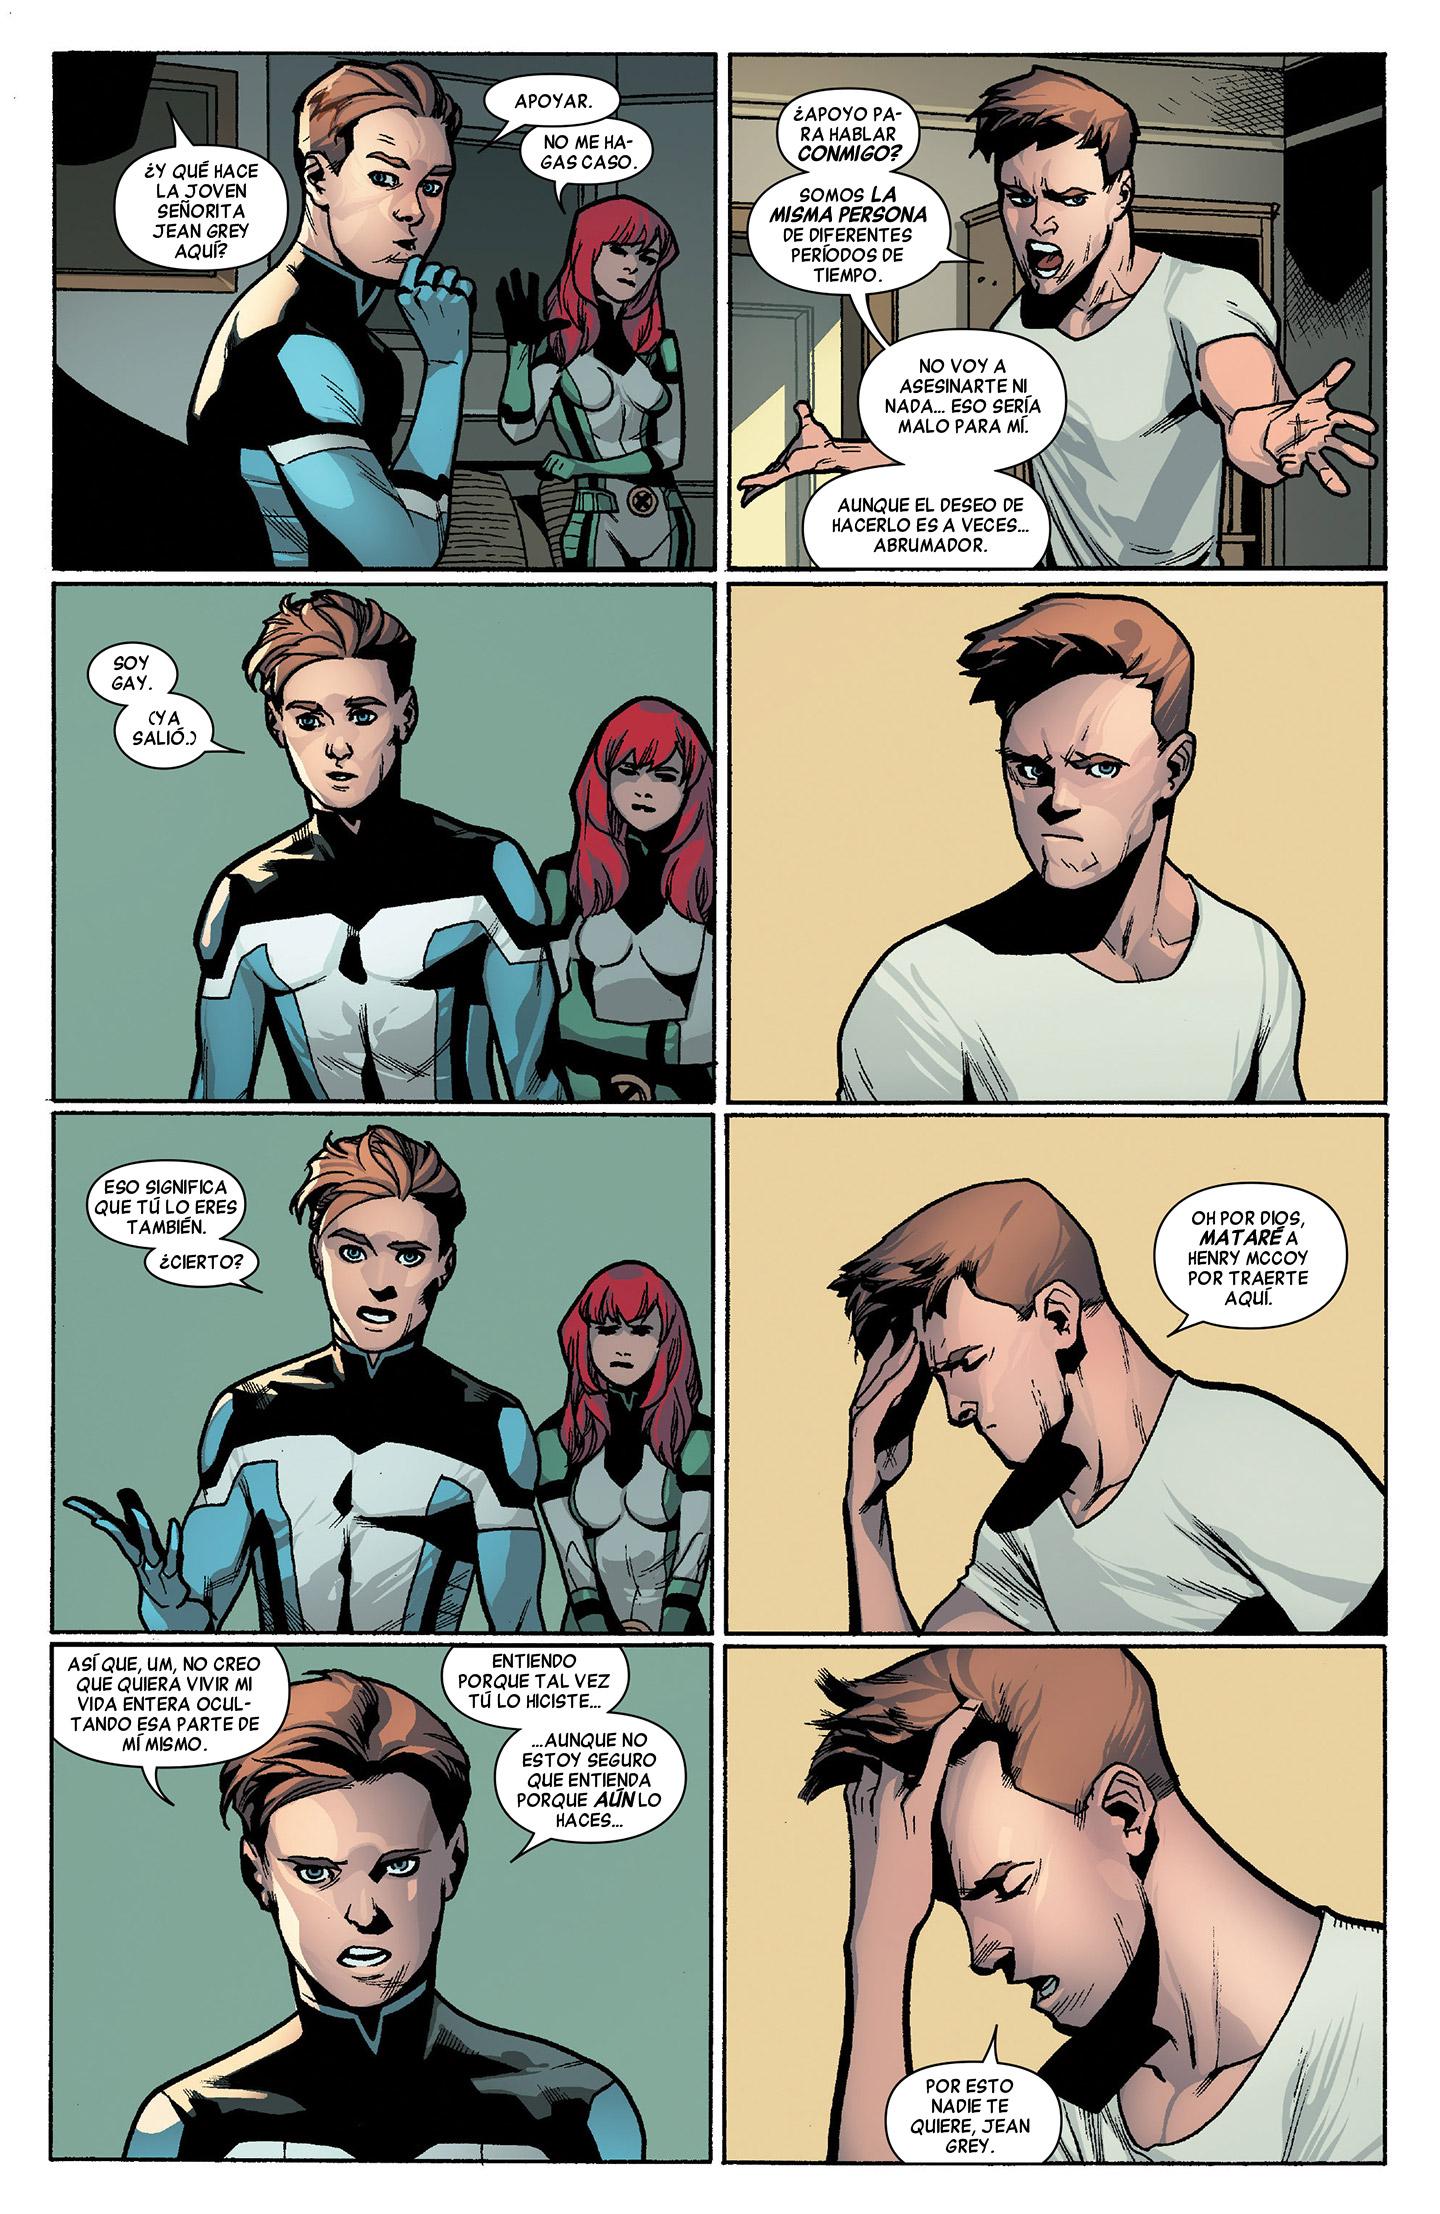 ¿Y QUÉ HACE
LA JOVEN
SEÑORITA
JEAN GREY
AQUÍ?
APOYAR.
NO ME HA-
GAS CASO.
¿APOYO PA-
RA HABLAR
CONMIGO?
SOMOS LA
MISMA PERSONA
DE DIFERENTES
PERÍODOS DE
TIEMPO.
NO VOY A
ASESINARTE NI
NADA... ESO SERÍA
MALO PARA MÍ.
AUNQUE EL DESEO DE
HACERLO ES A VECES...
ABRUMADOR.
SOY
GAY.
(YA
SALIÓ.)
ESO SIGNIFICA
QUE TÚ LO ERES
TAMBIÉN.
¿CIERTO?
OH POR DIOS,
MATARÉ A
HENRY MCCOY
POR TRAERTE
AQUÍ.
ASÍ QUE, UM, NO CREO
QUE QUIERA VIVIR MI
VIDA ENTERA OCUL-
TANDO ESA PARTE DE
MÍ MISMO.
ENTIENDO
PORQUE TAL VEZ
TÚ LO HICISTE...
...AUNQUE NO
ESTOY SEGURO
QUE ENTIENDA
PORQUE AÚN LO
HACES...
POR ESTO
NADIE TE
QUIERE, JEAN
GREY.